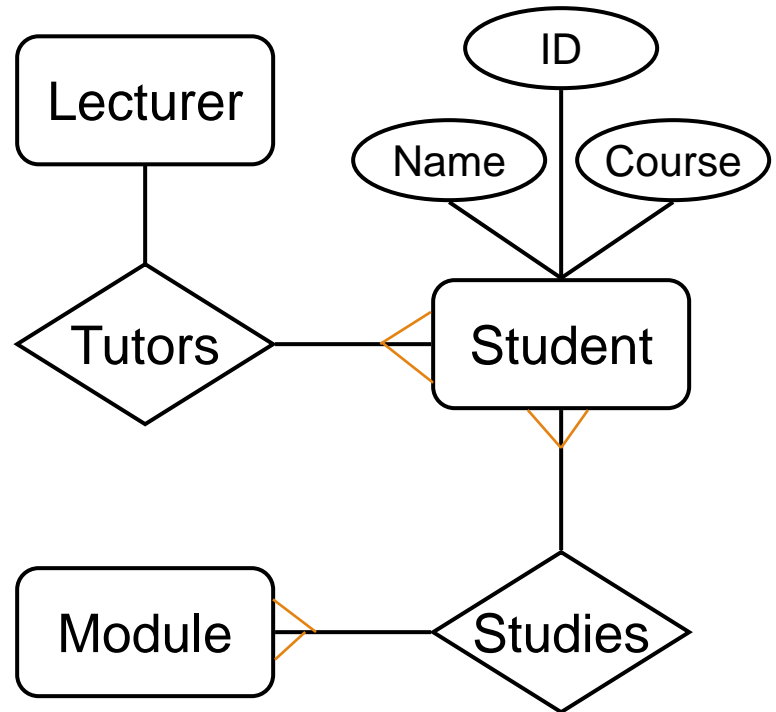 ID
Lecturer
Name
Course
Tutors
Student
Module
Studies